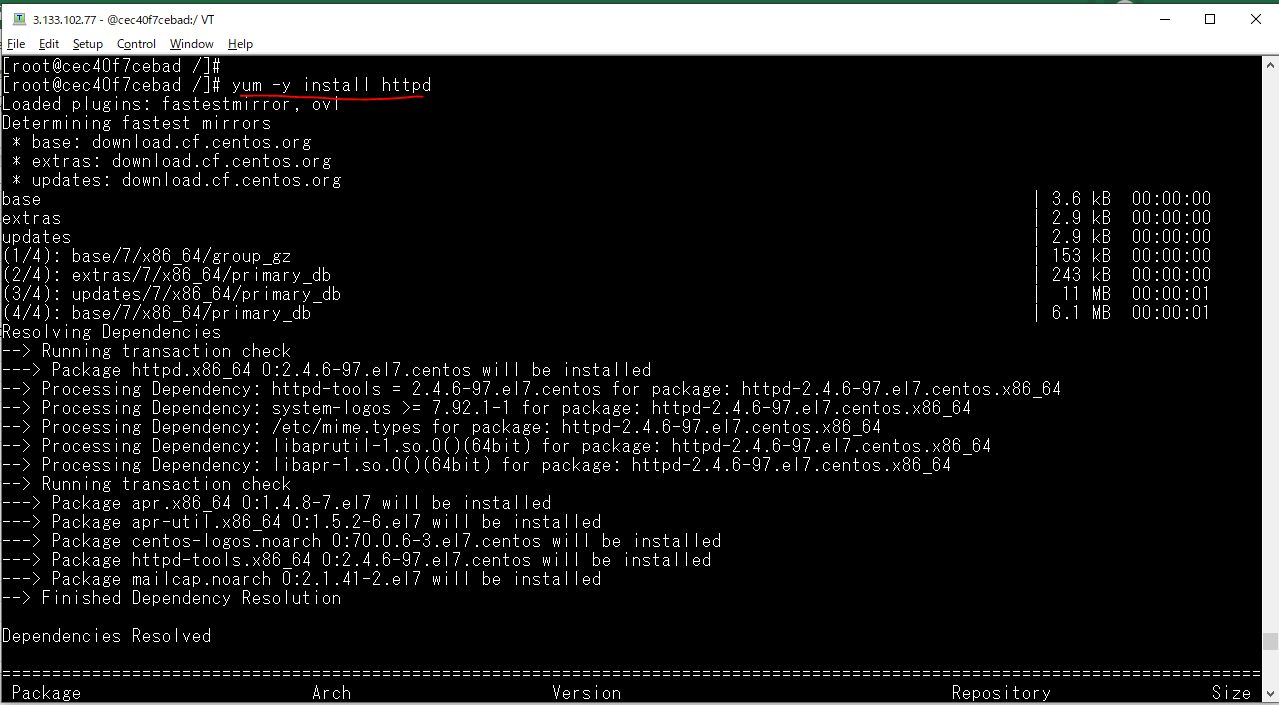 3.133.102.77 - @cec40f7cebad:/ VT
File Edit Setup Control Window Help
[root@cec40f7cebad /]#
[root@cec40f7cebad /]# yum -y install httpd
Loaded plugins: fastestmirror, ovl
Determining fastest mirrors
 * base: download.cf.centos.org
 * extras: download.cf.centos.org
 * updates: download.cf.centos.org
base | 3.6 kB 00:00:00
extras | 2.9 kB 00:00:00
updates | 2.9 kB 00:00:00
(1/4): base/7/x86_64/group_gz | 153 kB 00:00:00
(2/4): extras/7/x86_64/primary_db | 243 kB 00:00:00
(3/4): updates/7/x86_64/primary_db | 11 MB 00:00:01
(4/4): base/7/x86_64/primary_db | 6.1 MB 00:00:01
Resolving Dependencies
--> Running transaction check
---> Package httpd.x86_64 0:2.4.6-97.el7.centos will be installed
--> Processing Dependency: httpd-tools = 2.4.6-97.el7.centos for package: httpd-2.4.6-97.el7.centos.x86_64
--> Processing Dependency: system-logos >= 7.92.1-1 for package: httpd-2.4.6-97.el7.centos.x86_64
--> Processing Dependency: /etc/mime.types for package: httpd-2.4.6-97.el7.centos.x86_64
--> Processing Dependency: libaprutil-1.so.0()(64bit) for package: httpd-2.4.6-97.el7.centos.x86_64
--> Processing Dependency: libapr-1.so.0()(64bit) for package: httpd-2.4.6-97.el7.centos.x86_64
--> Running transaction check
---> Package apr.x86_64 0:1.4.8-7.el7 will be installed
---> Package apr-util.x86_64 0:1.5.2-6.el7 will be installed
---> Package centos-logos.noarch 0:70.0.6-3.el7.centos will be installed
---> Package httpd-tools.x86_64 0:2.4.6-97.el7.centos will be installed
---> Package mailcap.noarch 0:2.1.41-2.el7 will be installed
--> Finished Dependency Resolution
Dependencies Resolved
================================================================================
Package Arch Version Repository Size